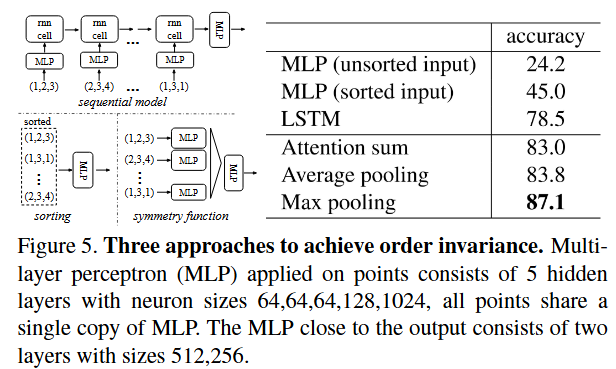 rnn cell rnn cell ... rnn cell MLP
MLP MLP ... MLP
(1,2,3) (2,3,4) ... (1,3,1)
sequential model
sorted
(1,2,3)
(1,3,1)
⋮
(2,3,4)
MLP
sorting
(1,2,3) MLP
(2,3,4) MLP
⋮
(1,3,1) MLP
MLP
symmetry function
accuracy
MLP (unsorted input) 24.2
MLP (sorted input) 45.0
LSTM 78.5
Attention sum 83.0
Average pooling 83.8
Max pooling 87.1
Figure 5. Three approaches to achieve order invariance. Multi-
layer perceptron (MLP) applied on points consists of 5 hidden
layers with neuron sizes 64,64,64,128,1024, all points share a
single copy of MLP. The MLP close to the output consists of two
layers with sizes 512,256.